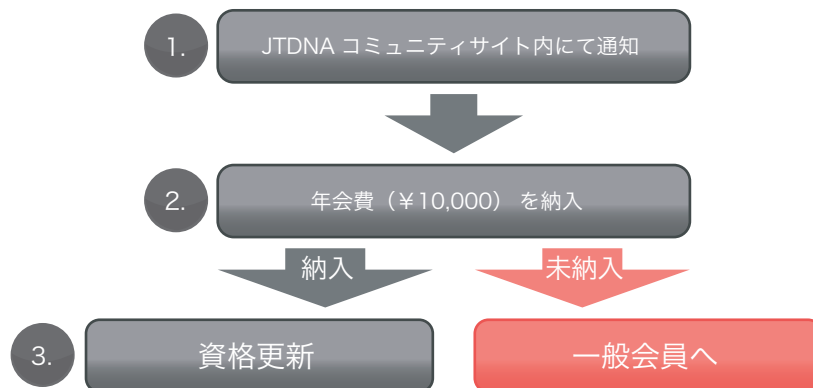 1.
JTDNA コミュニティサイト内にて通知
2.
年会費（￥10,000） を納入
納入
未納入
3.
資格更新
一般会員へ